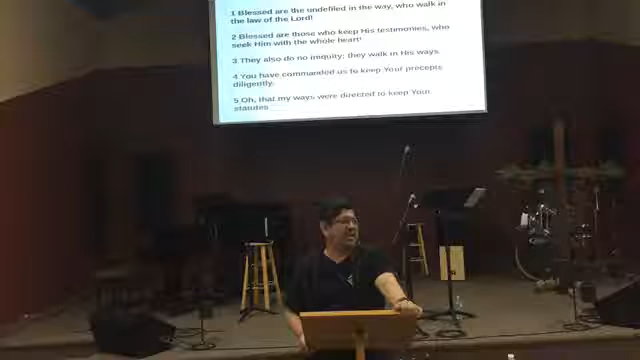 1 Blessed are the undefiled in the way, who walk in
the law of the Lord!
2 Blessed are those who keep His testimonies, who
seek Him with the whole heart!
3 They also do no iniquity; they walk in His ways.
4 You have commanded us to keep Your precepts
diligently.
5 Oh, that my ways were directed to keep Your
statutes